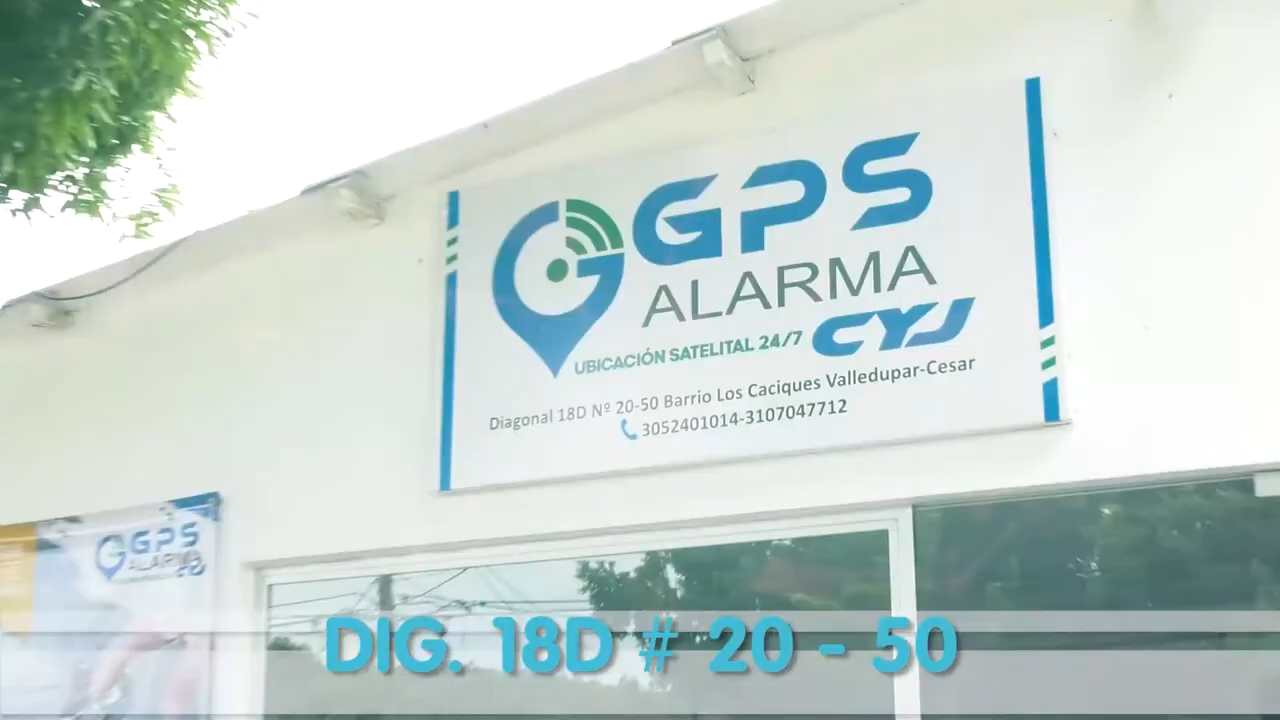 GPS
ALARMA
UBICACIÓN SATELITAL 24/7 CYJ
Diagonal 18D Nº 20-50 Barrio Los Caciques Valledupar-Cesar
3052401014-3107047712
GPS
ALARMA
DIG. 18D # 20 - 50